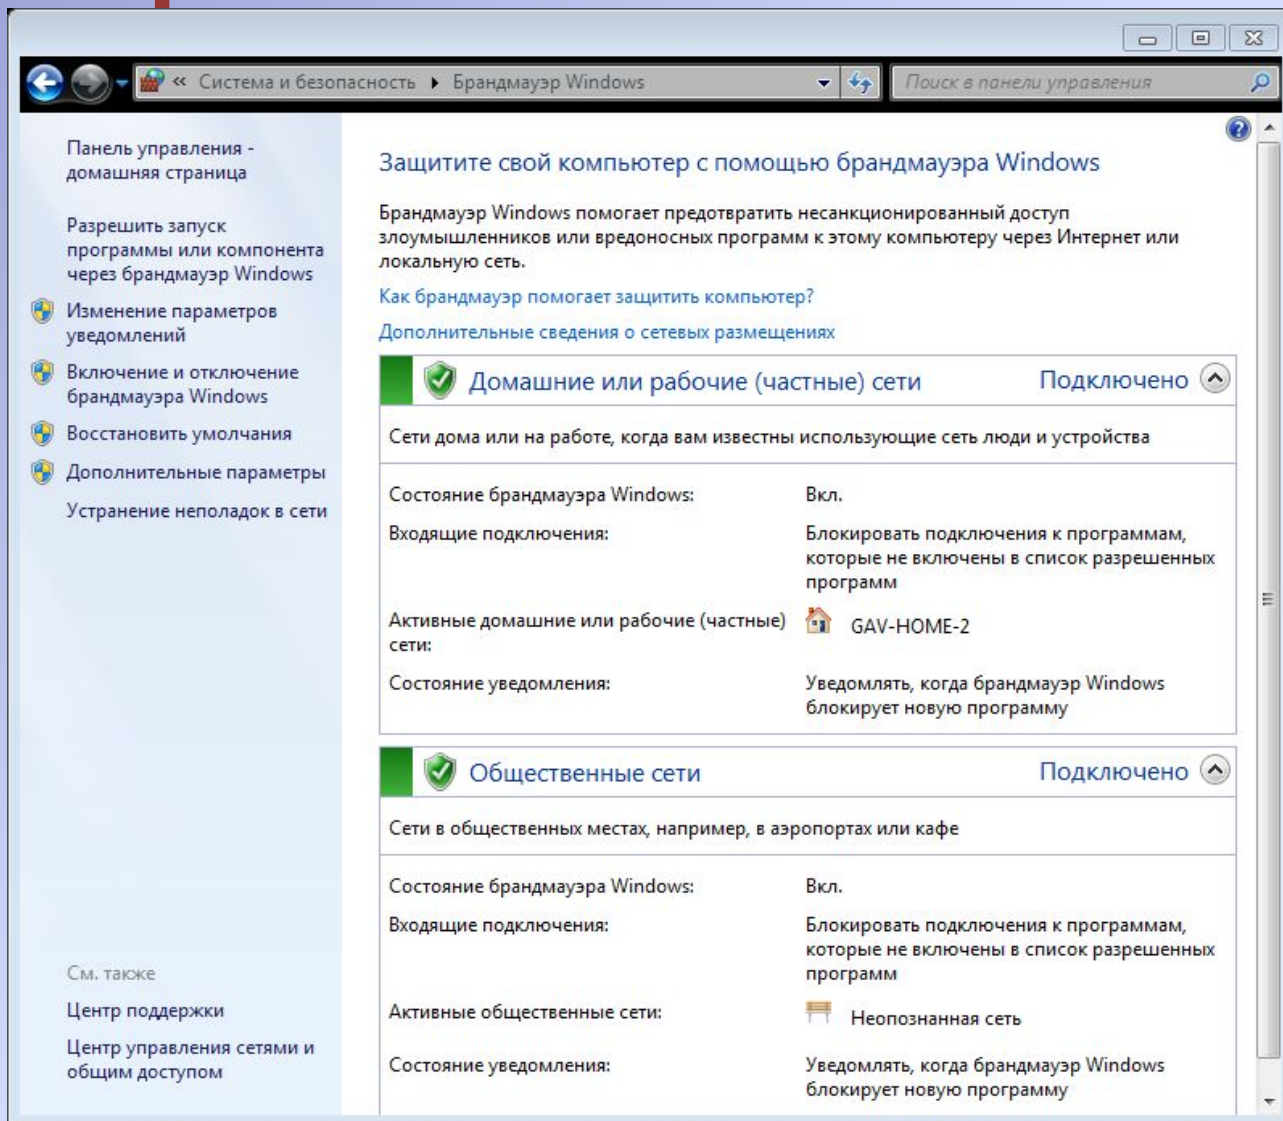 « Система и безопасность ▸ Брандмауэр Windows
Поиск в панели управления
Панель управления -
домашняя страница
Разрешить запуск
программы или компонента
через брандмауэр Windows
Изменение параметров
уведомлений
Включение и отключение
брандмауэра Windows
Восстановить умолчания
Дополнительные параметры
Устранение неполадок в сети
См. также
Центр поддержки
Центр управления сетями и
общим доступом
Защитите свой компьютер с помощью брандмауэра Windows
Брандмауэр Windows помогает предотвратить несанкционированный доступ
злоумышленников или вредоносных программ к этому компьютеру через Интернет или
локальную сеть.
Как брандмауэр помогает защитить компьютер?
Дополнительные сведения о сетевых размещениях
Домашние или рабочие (частные) сети Подключено
Сети дома или на работе, когда вам известны использующие сеть люди и устройства
Состояние брандмауэра Windows: Вкл.
Входящие подключения: Блокировать подключения к программам,
которые не включены в список разрешенных
программ
Активные домашние или рабочие (частные) GAV-HOME-2
сети:
Состояние уведомления: Уведомлять, когда брандмауэр Windows
блокирует новую программу
Общественные сети Подключено
Сети в общественных местах, например, в аэропортах или кафе
Состояние брандмауэра Windows: Вкл.
Входящие подключения: Блокировать подключения к программам,
которые не включены в список разрешенных
программ
Активные общественные сети: Неопознанная сеть
Состояние уведомления: Уведомлять, когда брандмауэр Windows
блокирует новую программу